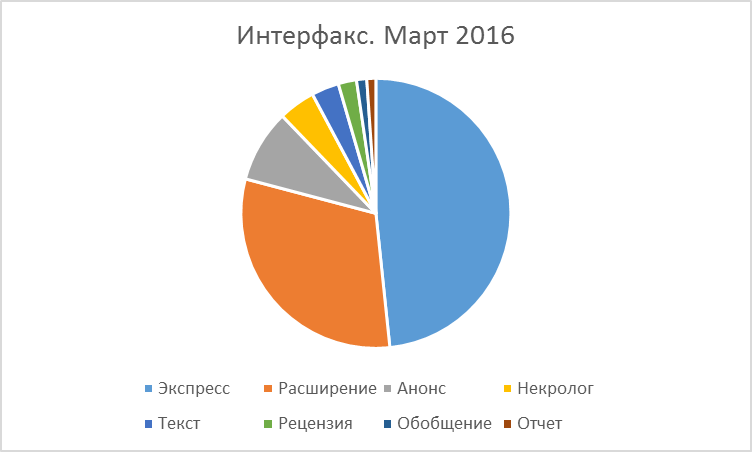 Интерфакс. Март 2016
Экспресс Расширение Анонс Некролог
Текст Рецензия Обобщение Отчет